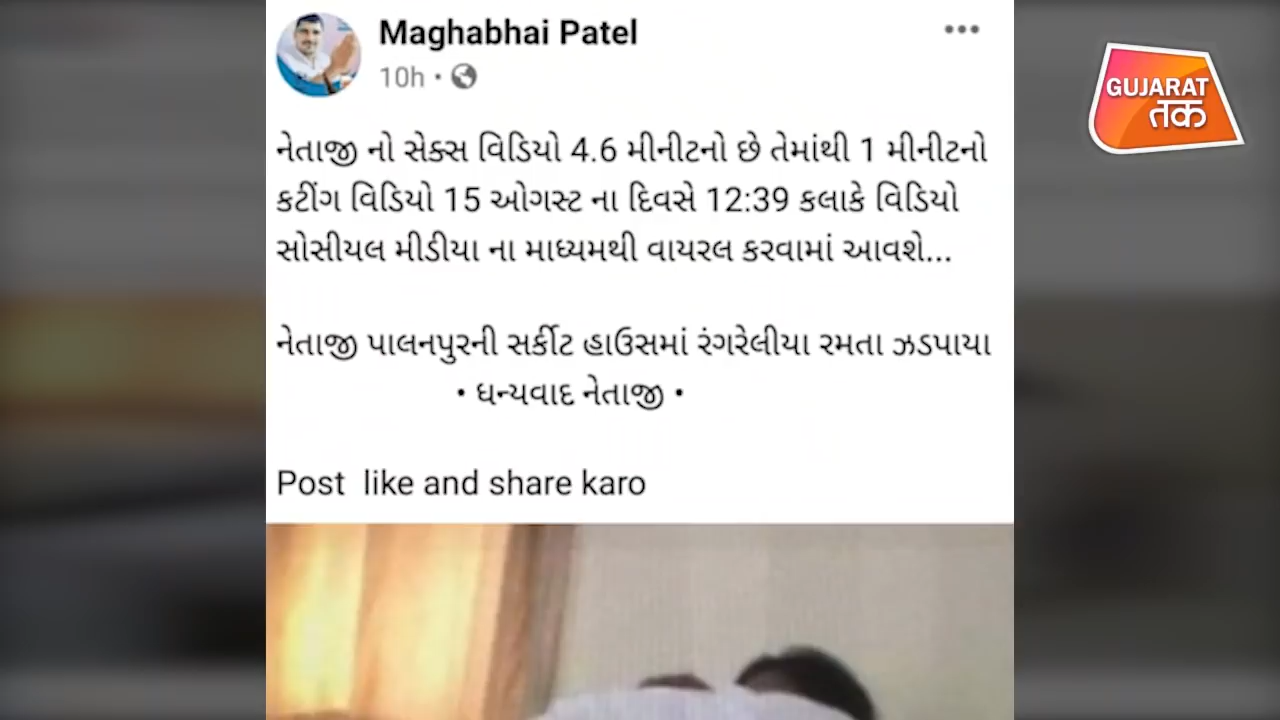 Maghabhai Patel
10h
નેતાજી નો સેક્સ વિડિયો 4.6 મીનીટનો છે તેમાંથી 1 મીનીટનો
કટીંગ વિડિયો 15 ઓગસ્ટ ના દિવસે 12:39 કલાકે વિડિયો
સોસીયલ મીડીયા ના માધ્યમથી વાયરલ કરવામાં આવશે...
નેતાજી પાલનપુરની સર્કીટ હાઉસમાં રંગરેલીયા રમતા ઝડપાયા
• ધન્યવાદ નેતાજી •
Post like and share karo
GUJARAT
तक